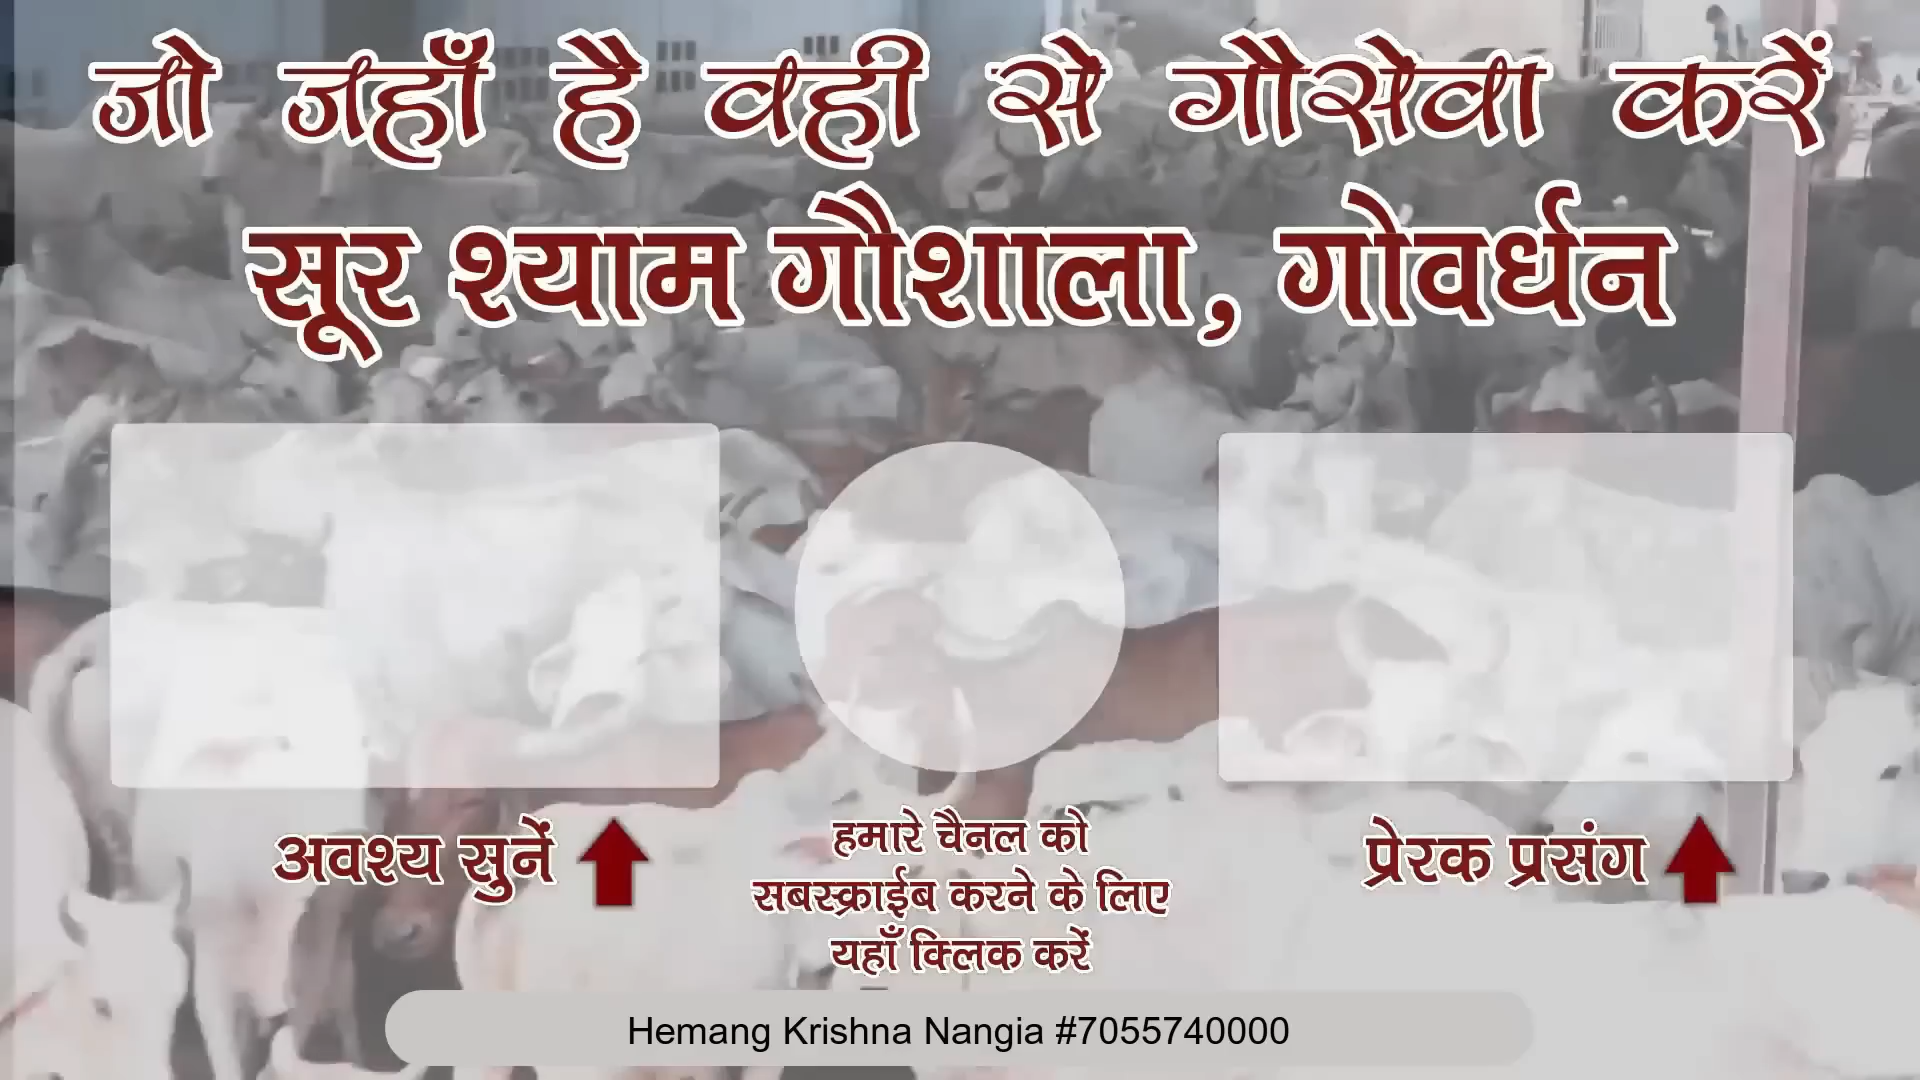 जो जहाँ है वही से गौसेवा करें
सूर श्याम गौशाला, गोवर्धन
अवश्य सुनें
हमारे चैनल को
सबस्क्राईब करने के लिए
यहाँ क्लिक करें
प्रेरक प्रसंग
Hemang Krishna Nangia #7055740000